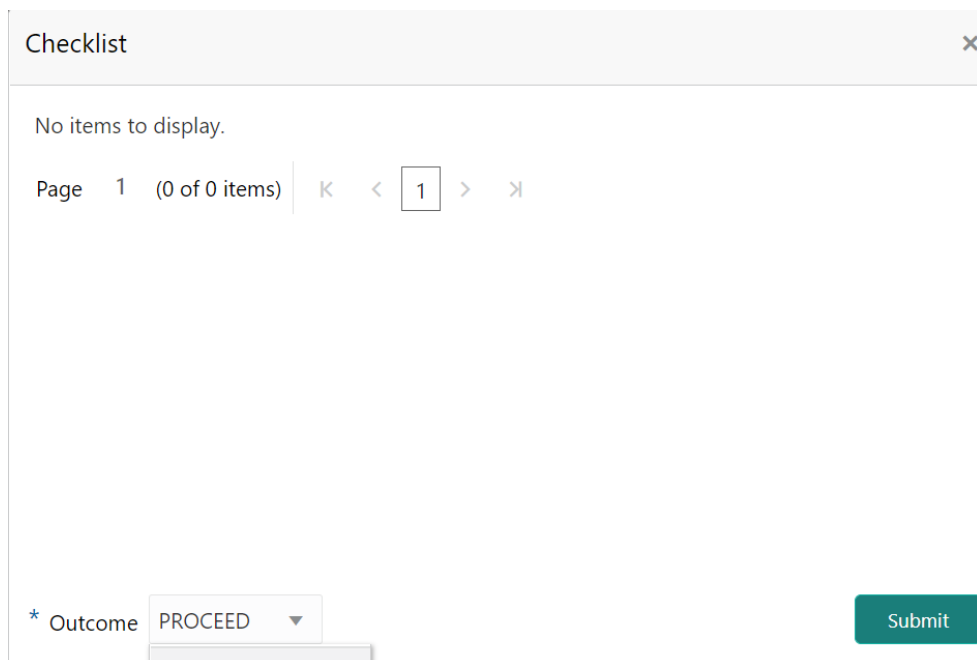 Checklist
No items to display.
Page 1 (0 of 0 items) 1
* Outcome PROCEED Submit